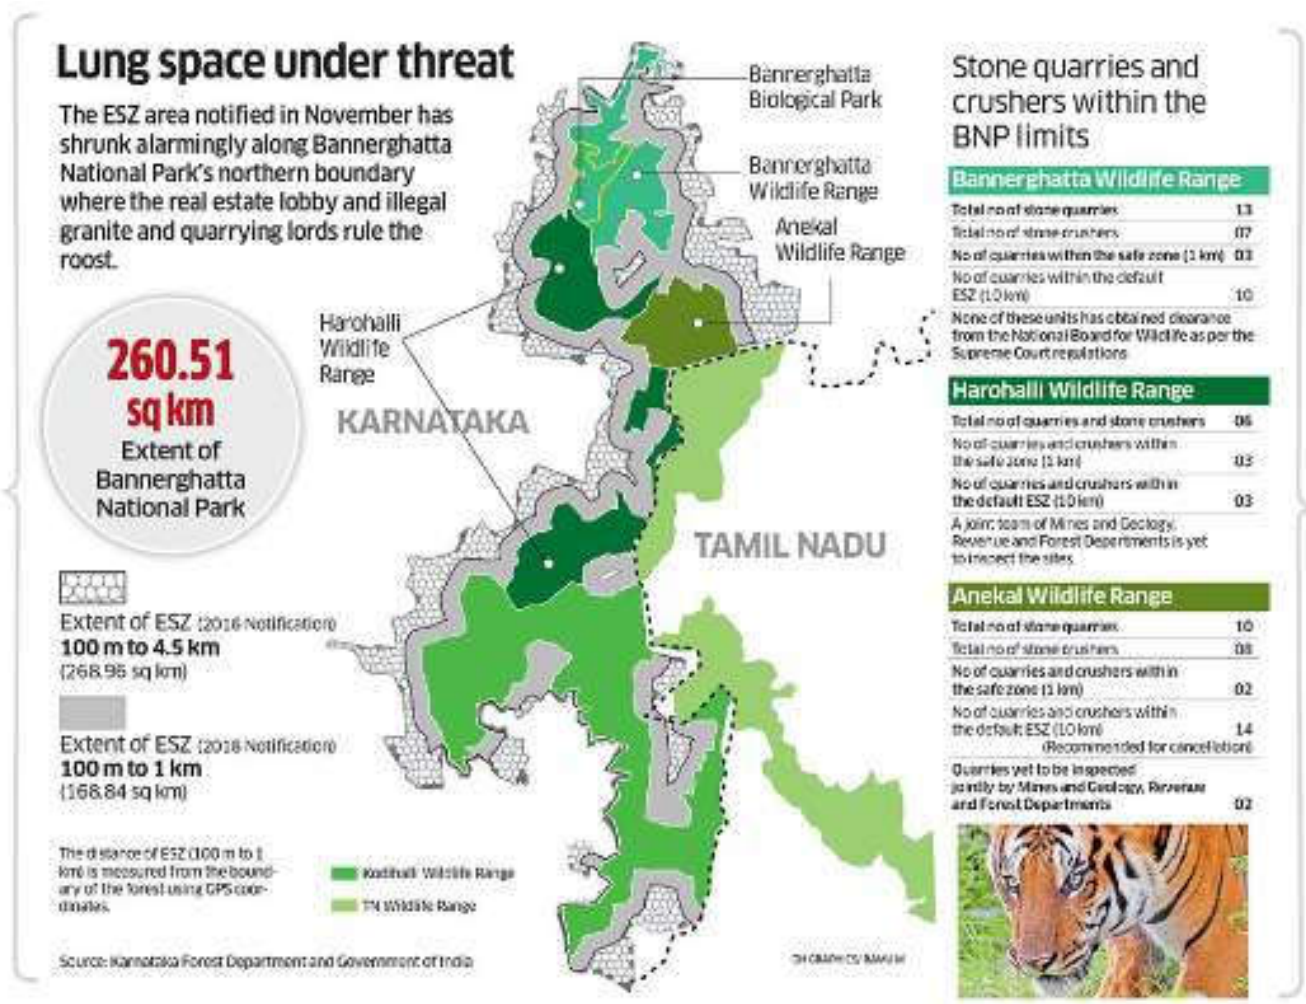 Lung space under threat
The ESZ area notified in November has
shrunk alarmingly along Bannerghatta
National Park's northern boundary
where the real estate lobby and illegal
granite and quarrying lords rule the
roost.
260.51
sq km
Extent of
Bannerghatta
National Park
Extent of ESZ (2016 Notification)
100 m to 4.5 km
(268.96 sq km)
Extent of ESZ (2018 Notification)
100 m to 1 km
(168.84 sq km)
The distance of ESZ (100 m to 1
km) is measured from the bound-
ary of the forest using GPS coor-
dinates.
Source: Karnataka Forest Department and Government of India
Bannerghatta
Biological Park
Bannerghatta
Wildlife Range
Anekal
Wildlife Range
Harohalli
Wildlife
Range
KARNATAKA
TAMIL NADU
Kodihalli Wildlife Range
TN Wildlife Range
DH GRAPHICS/
Stone quarries and
crushers within the
BNP limits
Bannerghatta Wildlife Range
Total no of stone quarries 13
Total no of stone crushers 07
No of quarries within the safe zone (1 km) 03
No of quarries within the default
ESZ (10 km) 10
None of these units has obtained clearance
from the National Board for Wildlife as per the
Supreme Court regulations
Harohalli Wildlife Range
Total no of quarries and stone crushers 06
No of quarries and crushers within
the safe zone (1 km) 03
No of quarries and crushers within
the default ESZ (10 km) 03
A joint team of Mines and Geology,
Revenue and Forest Departments is yet
to inspect the sites
Anekal Wildlife Range
Total no of stone quarries 10
Total no of stone crushers 08
No of quarries and crushers within
the safe zone (1 km) 02
No of quarries and crushers within
the default ESZ (10 km) 14
(Recommended for cancellation)
Quarries yet to be inspected
jointly by Mines and Geology, Revenue
and Forest Departments 02